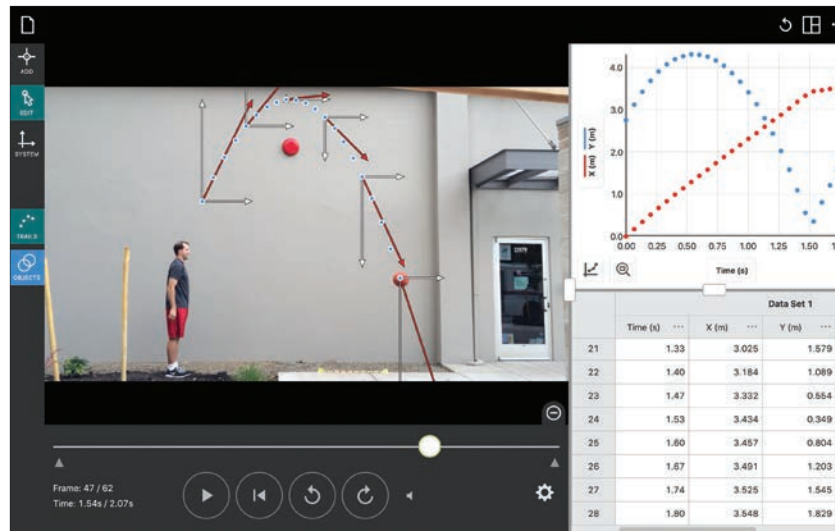 ADD
EDIT
SYSTEM
TRAILS
OBJECTS
Frame: 47 / 62
Time: 1.54s / 2.07s
X (m) Y (m)
4.0
3.0
2.0
1.0
0.0
0.00 0.25 0.50 0.75 1.00 1.25 1.50
Time (s)
Data Set 1
Time (s) ... X (m) ... Y (m) ...
21 1.33 3.025 1.579
22 1.40 3.184 1.089
23 1.47 3.332 0.554
24 1.53 3.434 0.349
25 1.60 3.457 0.804
26 1.67 3.491 1.203
27 1.74 3.525 1.545
28 1.80 3.548 1.829